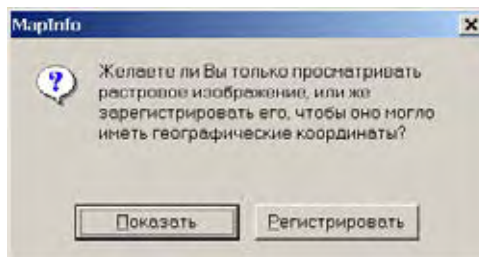 MapInfo
Желаете ли Вы только просматривать
растровое изображение, или же
зарегистрировать его, чтобы оно могло
иметь географические координаты?
Показать
Регистрировать